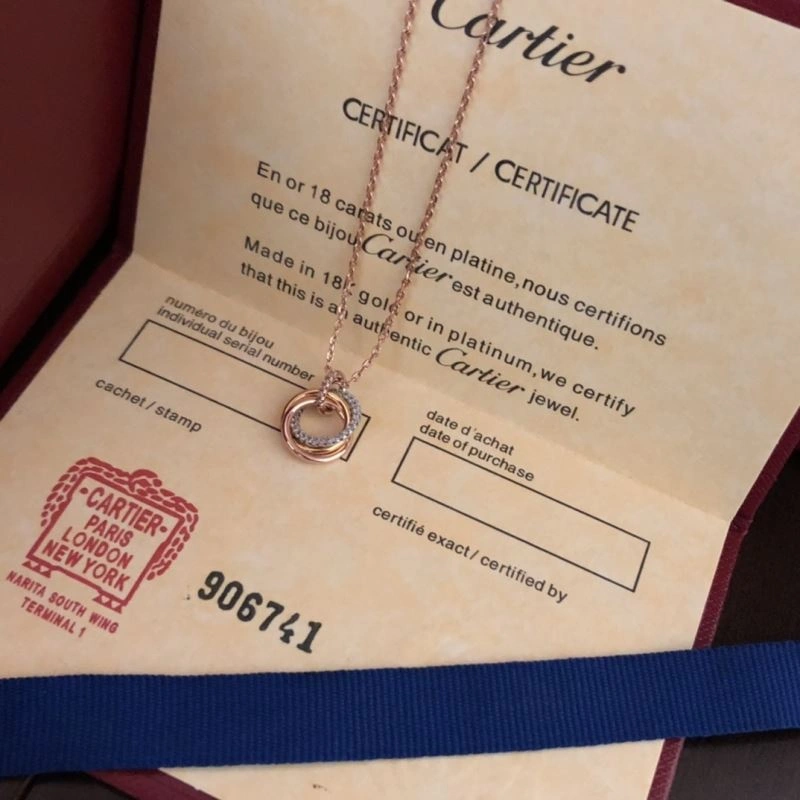 Cartier
CERTIFICAT / CERTIFICATE
En or 18 carats ou en platine, nous certifions
que ce bijou Cartier est authentique.
Made in 18k gold or in platinum, we certify
that this is an authentic Cartier jewel.
numéro du bijou
individual serial number
cachet / stamp
date d'achat
date of purchase
certifié exact / certified by
CARTIER
PARIS
LONDON
NEW YORK
NARITA SOUTH WING
TERMINAL 1
906741